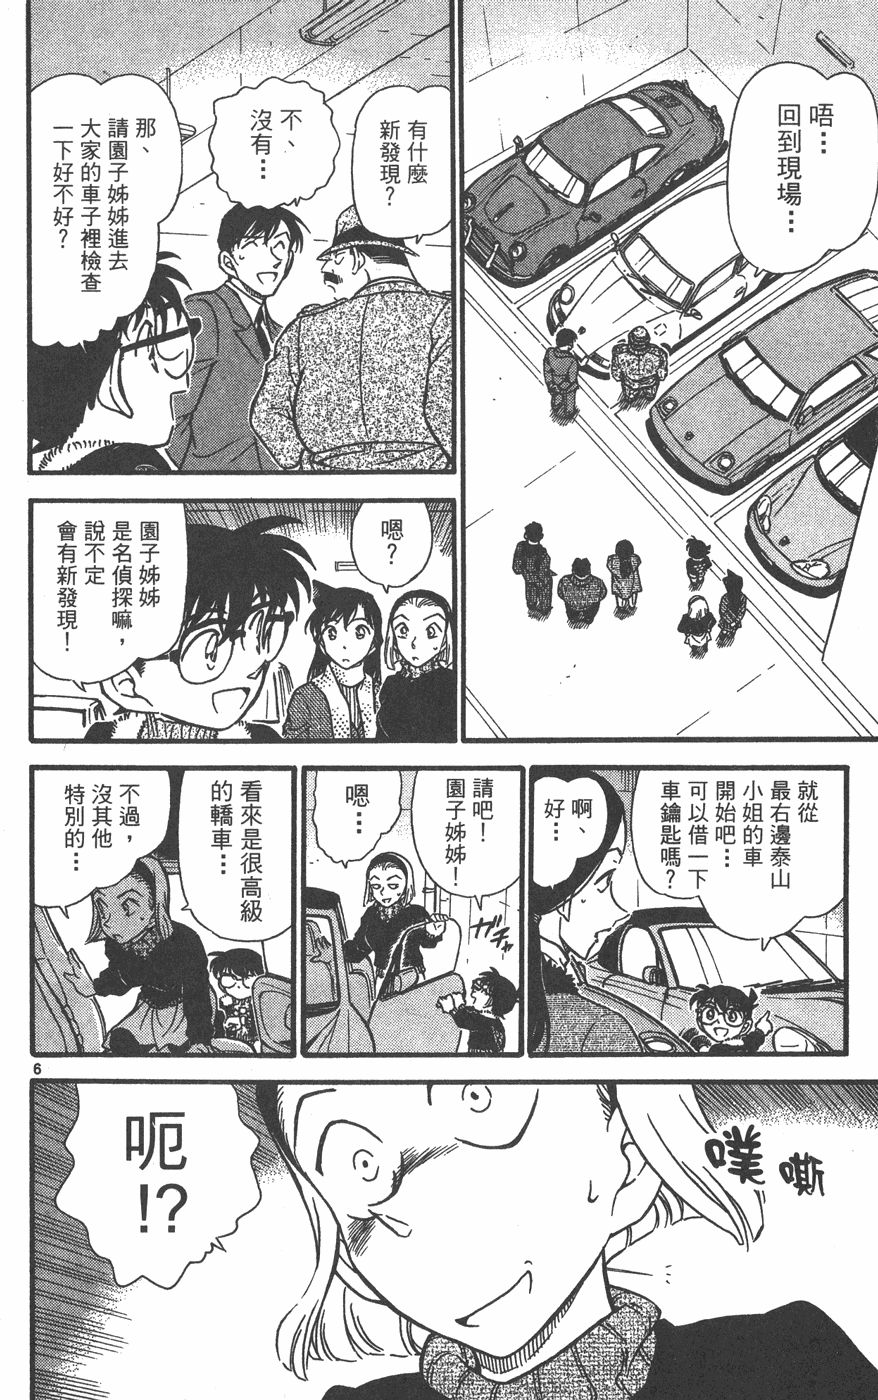 唔⋯
回到現場⋯
有什麼
新發現？
不、
沒有⋯
那、
請園子姊姊進去
大家的車子裡檢查
一下好不好？
嗯？
園子姊姊
是名偵探嘛，
說不定
會有新發現！
就從
最右邊泰山
小姐的車
開始吧⋯
可以借一下
車鑰匙嗎？
啊、
好⋯
請吧！
園子姊姊！
嗯⋯
ガチャ
看來是很高級
的轎車⋯
不過，
沒其他
特別的⋯
6
噗
嘶
呃!?